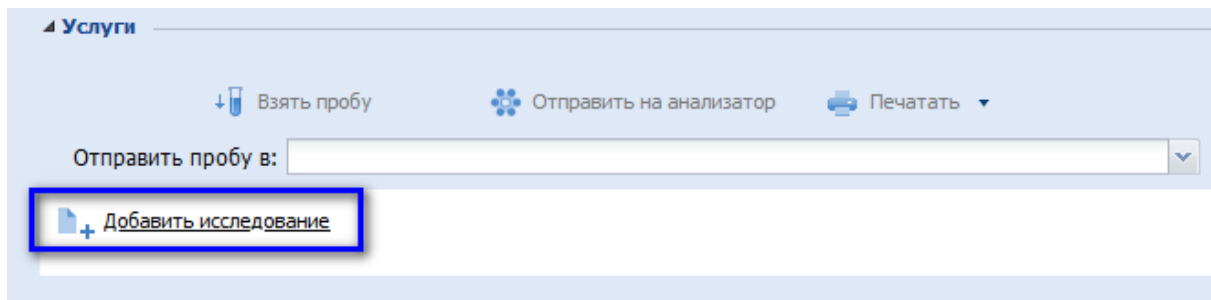 Услуги
Взять пробу Отправить на анализатор Печатать
Отправить пробу в:
Добавить исследование